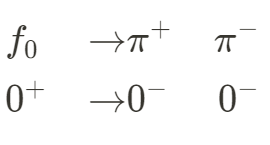 f₀ → π⁺ π⁻
0⁺ → 0⁻ 0⁻